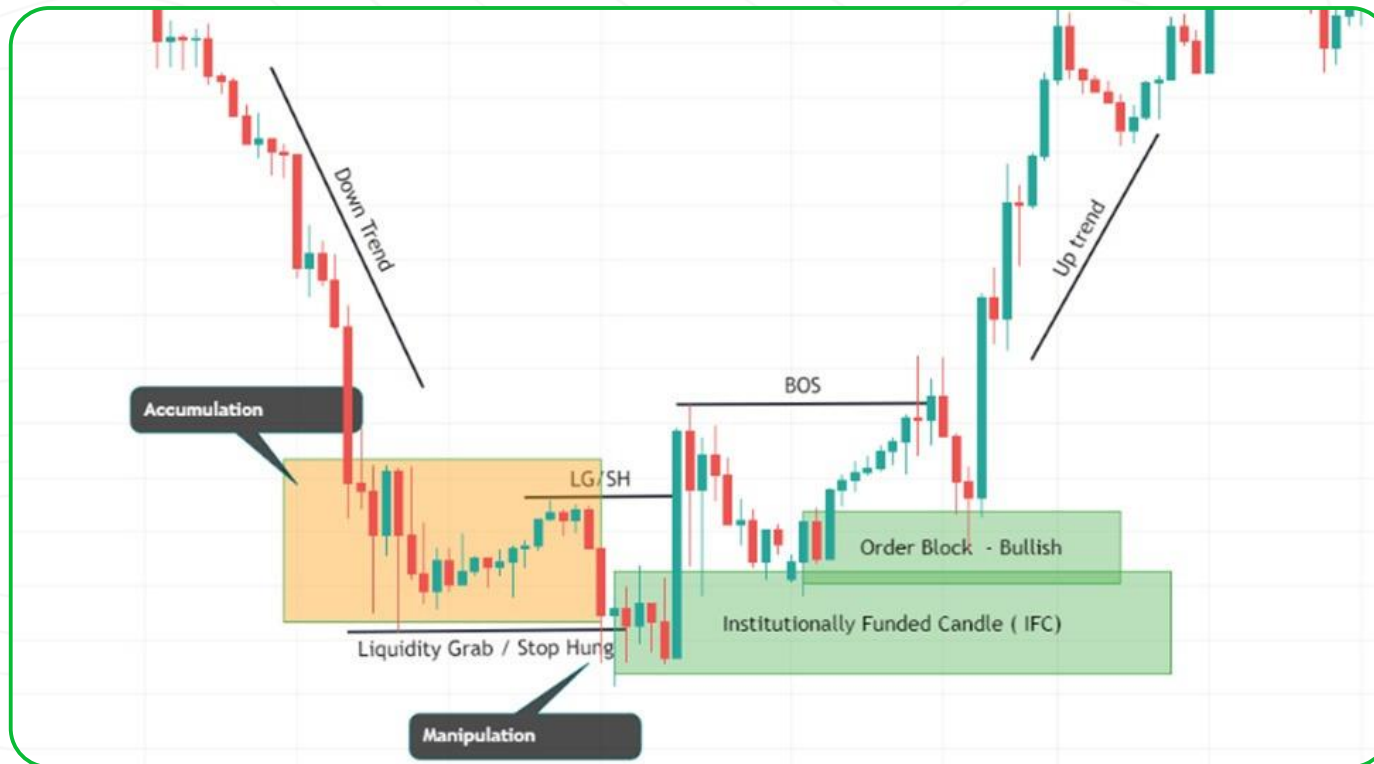 Down Trend
Up trend
BOS
Accumulation
LG/SH
Order Block - Bullish
Institutionally Funded Candle ( IFC)
Liquidity Grab / Stop Hung
Manipulation